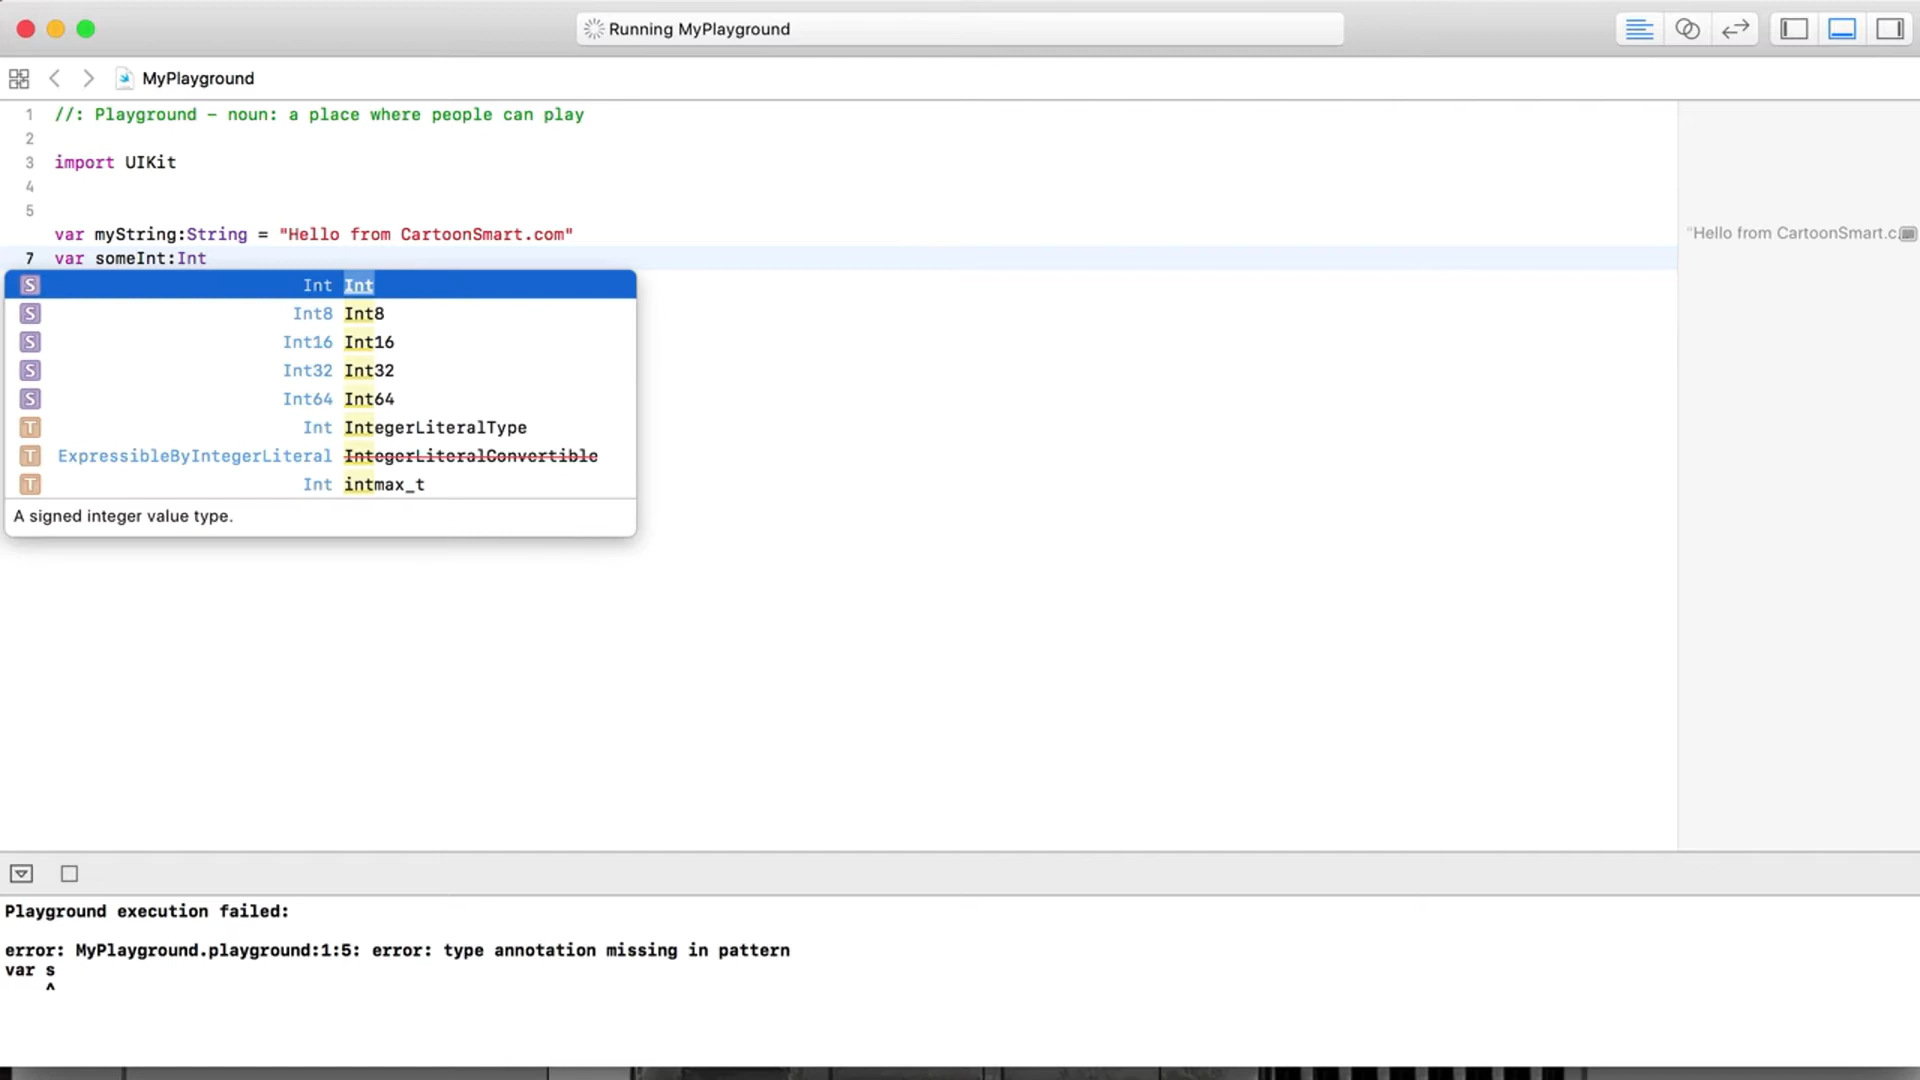 Running MyPlayground
MyPlayground
1 //: Playground - noun: a place where people can play
2
3 import UIKit
4
5
var myString:String = "Hello from CartoonSmart.com"
"Hello from CartoonSmart.c
7 var someInt:Int
S Int Int
S Int8 Int8
S Int16 Int16
S Int32 Int32
S Int64 Int64
T Int IntegerLiteralType
T ExpressibleByIntegerLiteral IntegerLiteralConvertible
T Int intmax_t
A signed integer value type.
Playground execution failed:
error: MyPlayground.playground:1:5: error: type annotation missing in pattern
var s
^